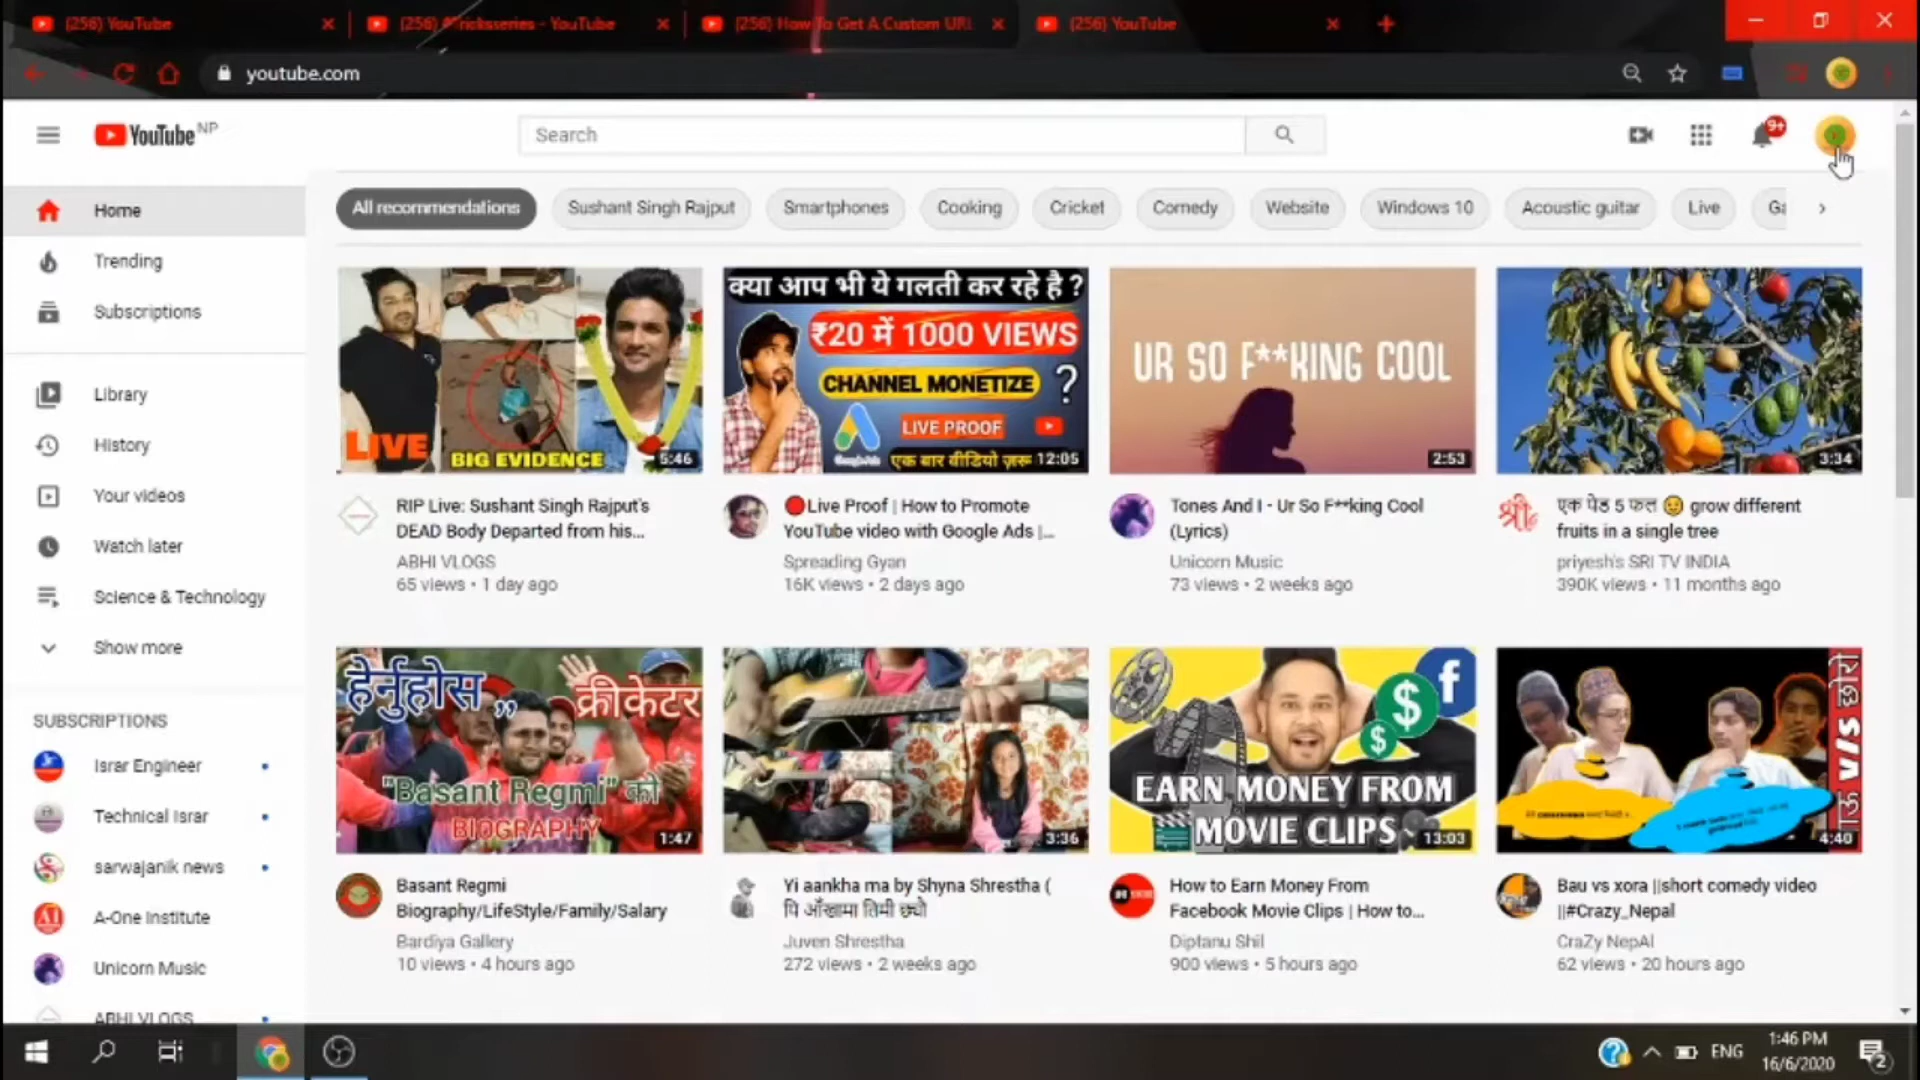 (256) YouTube
(256) How To Get A Custom URL
(256) YouTube
youtube.com
YouTube NP
Search
9+
Home
Trending
Subscriptions
Library
History
Your videos
Watch later
Science & Technology
Show more
SUBSCRIPTIONS
Israr Engineer
Technical Israr
sarwajanik news
A-One Institute
Unicorn Music
ABHI VLOGS
All recommendations
Sushant Singh Rajput
Smartphones
Cooking
Cricket
Comedy
Website
Windows 10
Acoustic guitar
Live
LIVE
BIG EVIDENCE
5:46
RIP Live: Sushant Singh Rajput's
DEAD Body Departed from his...
ABHI VLOGS
65 views • 1 day ago
क्या आप भी ये गलती कर रहे है ?
₹20 में 1000 VIEWS
CHANNEL MONETIZE ?
LIVE PROOF
Google Ads
एक बार वीडियो ज़रू
12:05
🔴Live Proof | How to Promote
YouTube video with Google Ads |...
Spreading Gyan
16K views • 2 days ago
UR SO F**KING COOL
2:53
Tones And I - Ur So F**king Cool
(Lyrics)
Unicorn Music
73 views • 2 weeks ago
3:34
श्री
एक पेड 5 फल 🤨 grow different
fruits in a single tree
priyesh's SRI TV INDIA
390K views • 11 months ago
हेर्नुहोस ,, क्रीकेटर
"Basant Regmi" को
BIOGRAPHY
1:47
Basant Regmi
Biography/LifeStyle/Family/Salary
Bardiya Gallery
10 views • 4 hours ago
3:36
Yi aankha ma by Shyna Shrestha (
यि आँखामा तिमी छ्यौ
Juven Shrestha
272 views • 2 weeks ago
EARN MONEY FROM
MOVIE CLIPS
13:03
How to Earn Money From
Facebook Movie Clips | How to...
Diptanu Shil
900 views • 5 hours ago
v/s छोरा
4:40
Bau vs xora ||short comedy video
||#Crazy_Nepal
CraZy NepAl
62 views • 20 hours ago
ENG
1:46 PM
16/6/2020
2